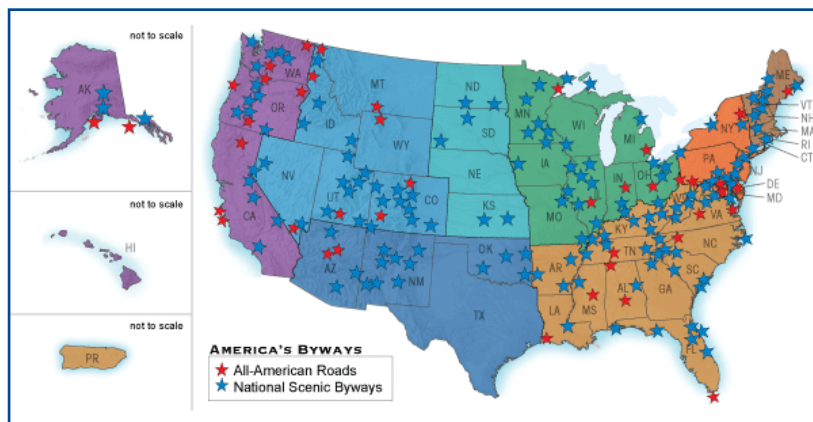 not to scale
AK
not to scale
HI
not to scale
PR
WA
OR
CA
MT
ID
WY
NV
UT
CO
AZ
NM
ND
SD
NE
KS
OK
TX
MN
WI
MI
IA
IN
OH
MO
ME
VT
NH
MA
RI
CT
NY
PA
NJ
DE
MD
VA
KY
TN
NC
SC
AR
LA
MS
AL
GA
FL
AMERICA'S BYWAYS
All-American Roads
National Scenic Byways